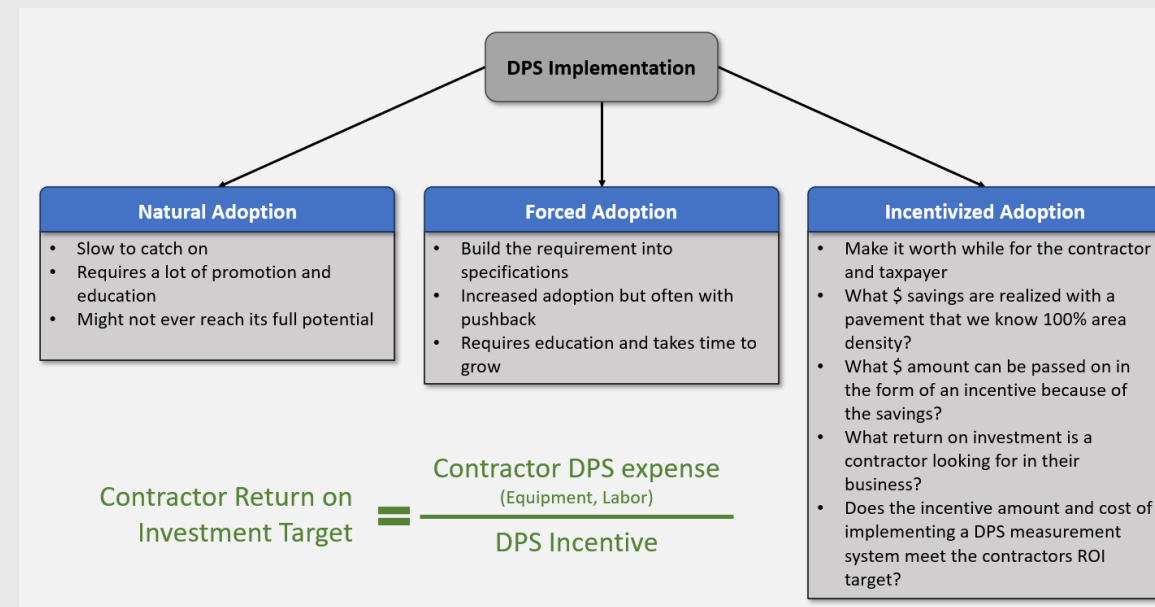 DPS Implementation
Natural Adoption
• Slow to catch on
• Requires a lot of promotion and
education
• Might not ever reach its full potential
Forced Adoption
• Build the requirement into
specifications
• Increased adoption but often with
pushback
• Requires education and takes time to
grow
Incentivized Adoption
• Make it worth while for the contractor
and taxpayer
• What $ savings are realized with a
pavement that we know 100% area
density?
• What $ amount can be passed on in
the form of an incentive because of
the savings?
• What return on investment is a
contractor looking for in their
business?
• Does the incentive amount and cost of
implementing a DPS measurement
system meet the contractors ROI
target?
Contractor Return on
Investment Target
=
Contractor DPS expense
(Equipment, Labor)
DPS Incentive